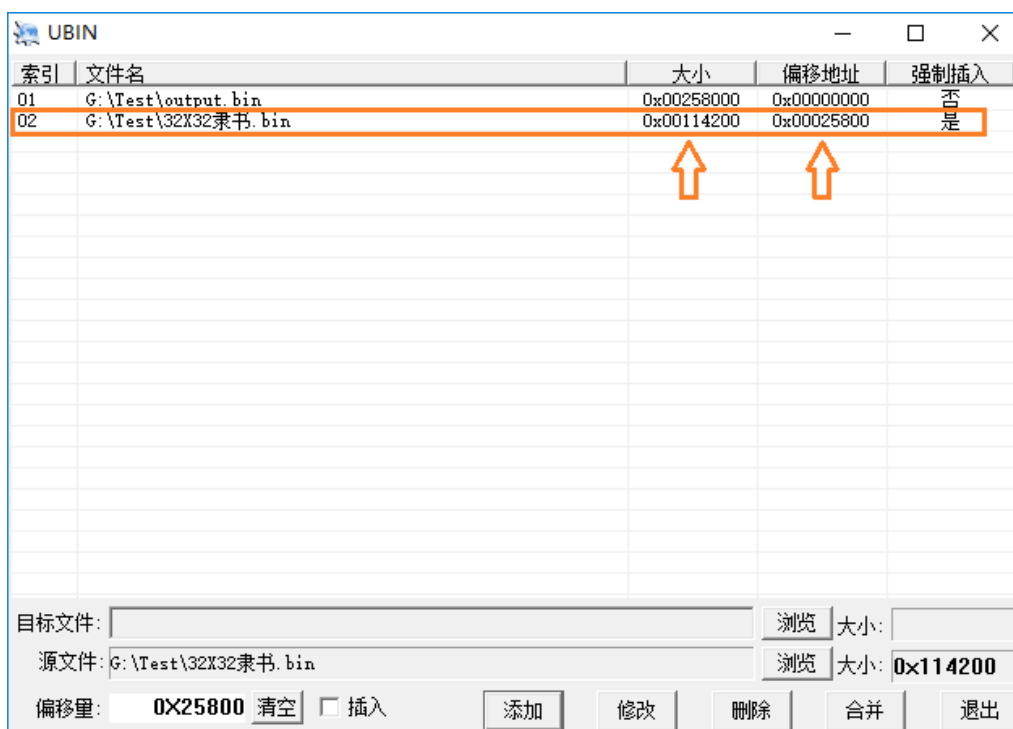 UBIN
索引 文件名 大小 偏移地址 强制插入
01 G:\Test\output.bin 0x00258000 0x00000000 否
02 G:\Test\32X32隶书.bin 0x00114200 0x00025800 是
目标文件: 浏览 大小:
源文件: G:\Test\32X32隶书.bin 浏览 大小: 0x114200
偏移量: 0X25800 清空 插入 添加 修改 删除 合并 退出